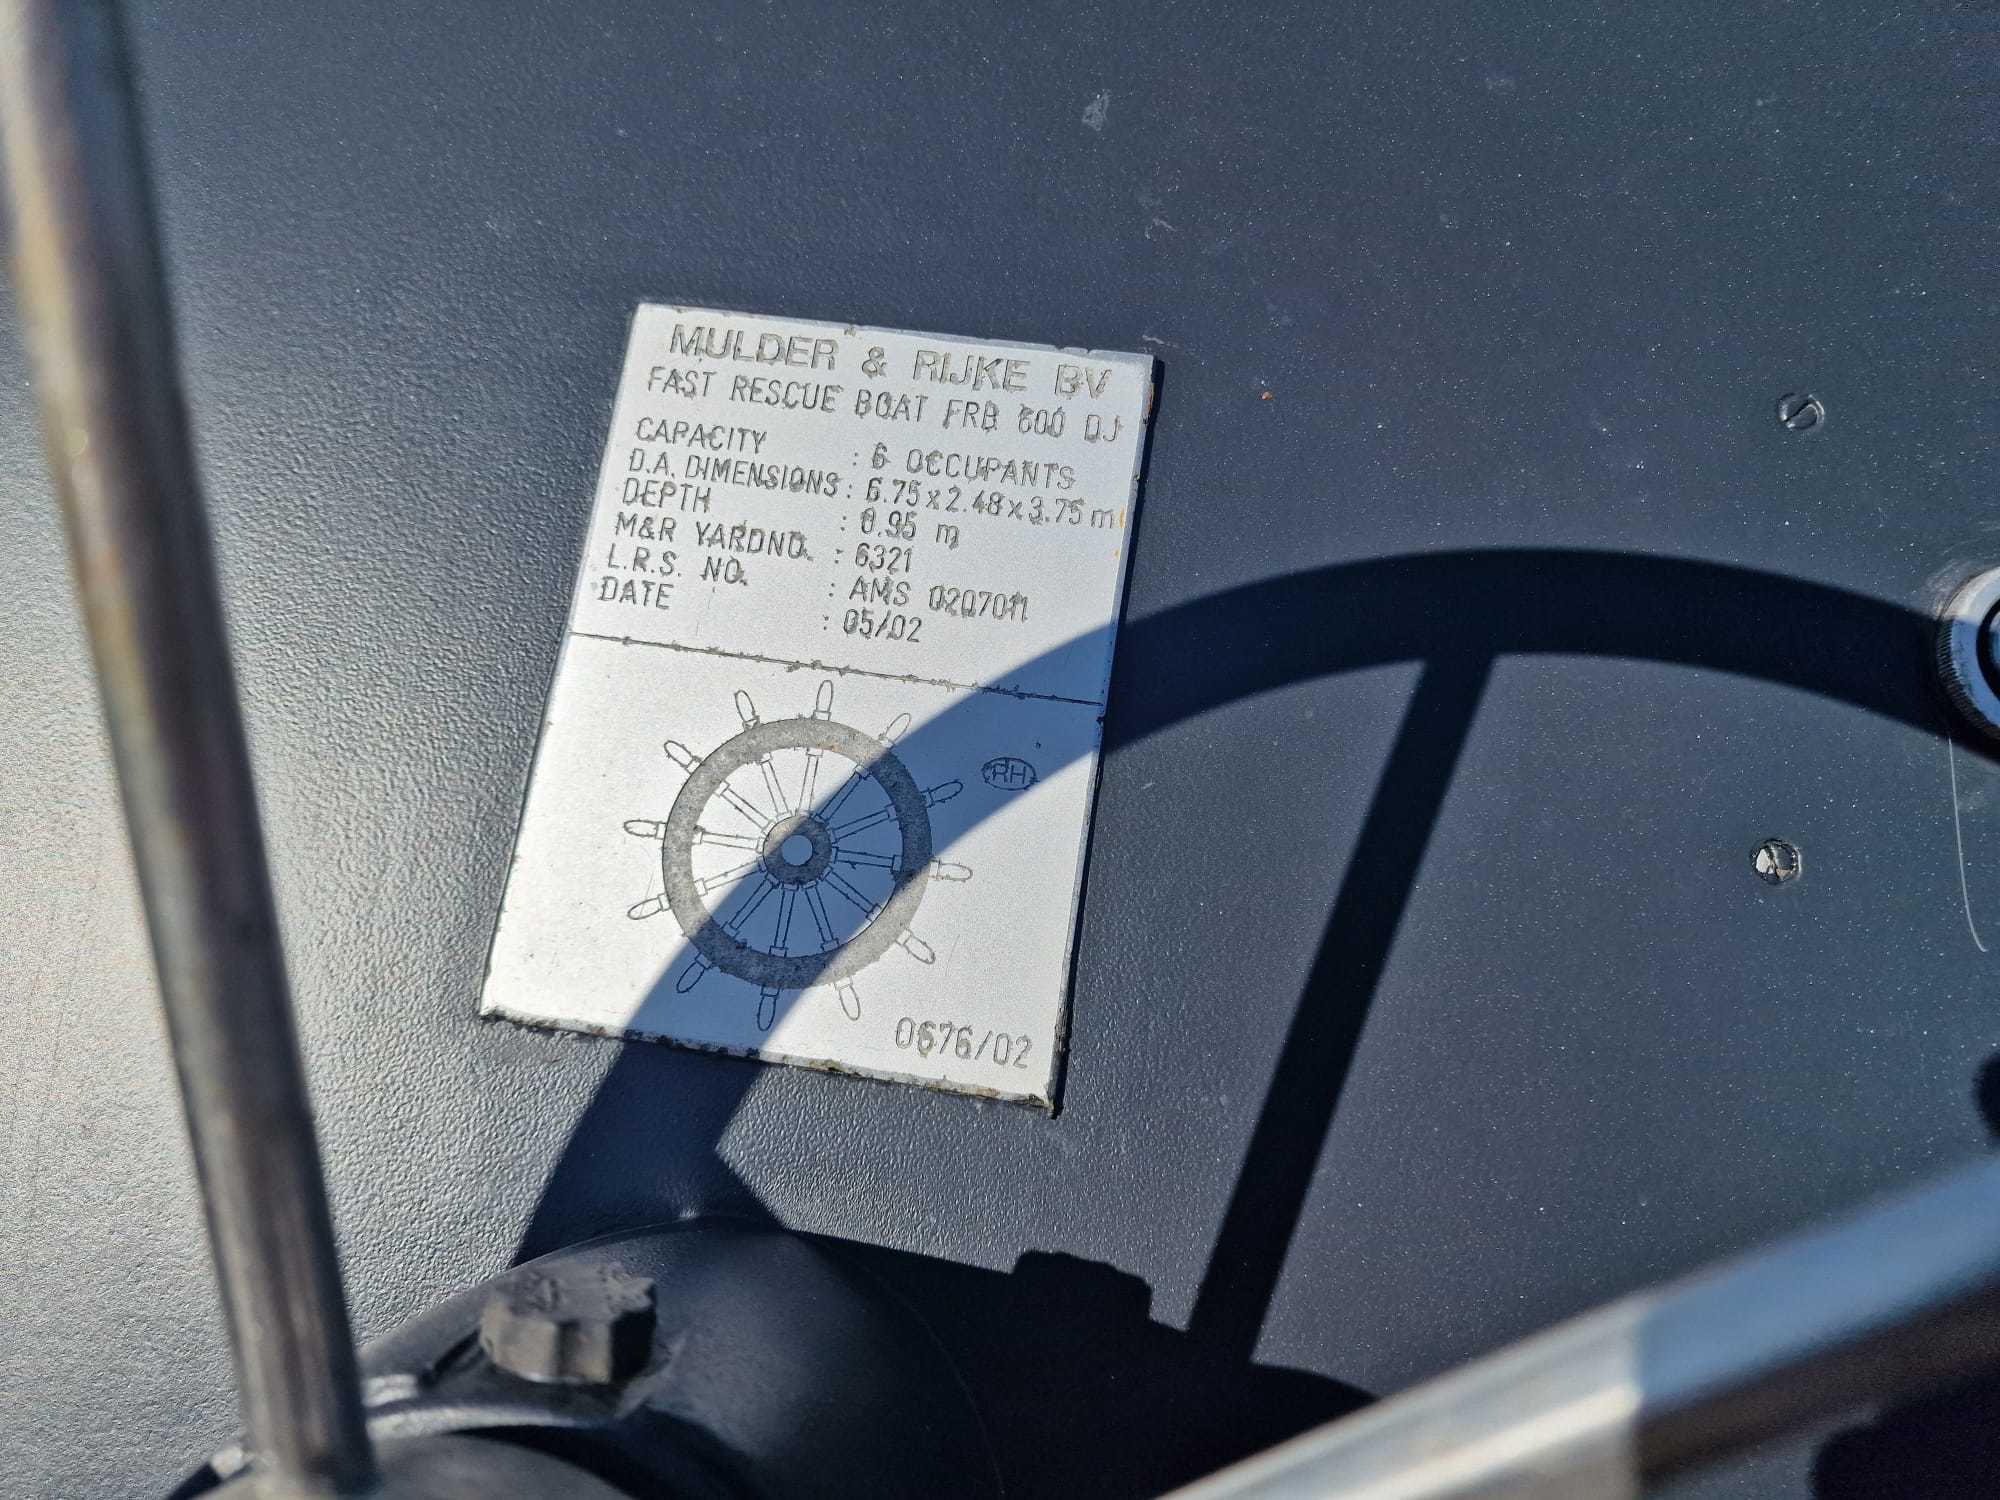 MULDER & RIJKE BV
FAST RESCUE BOAT FRB 600 DJ
CAPACITY : 6 OCCUPANTS
O.A. DIMENSIONS : 6.75 x 2.48 x 3.75 m
DEPTH : 0.95 m
M&R YARDNO. : 6321
L.R.S. NO. : AMS 0207011
DATE : 05/02
RH
0676/02